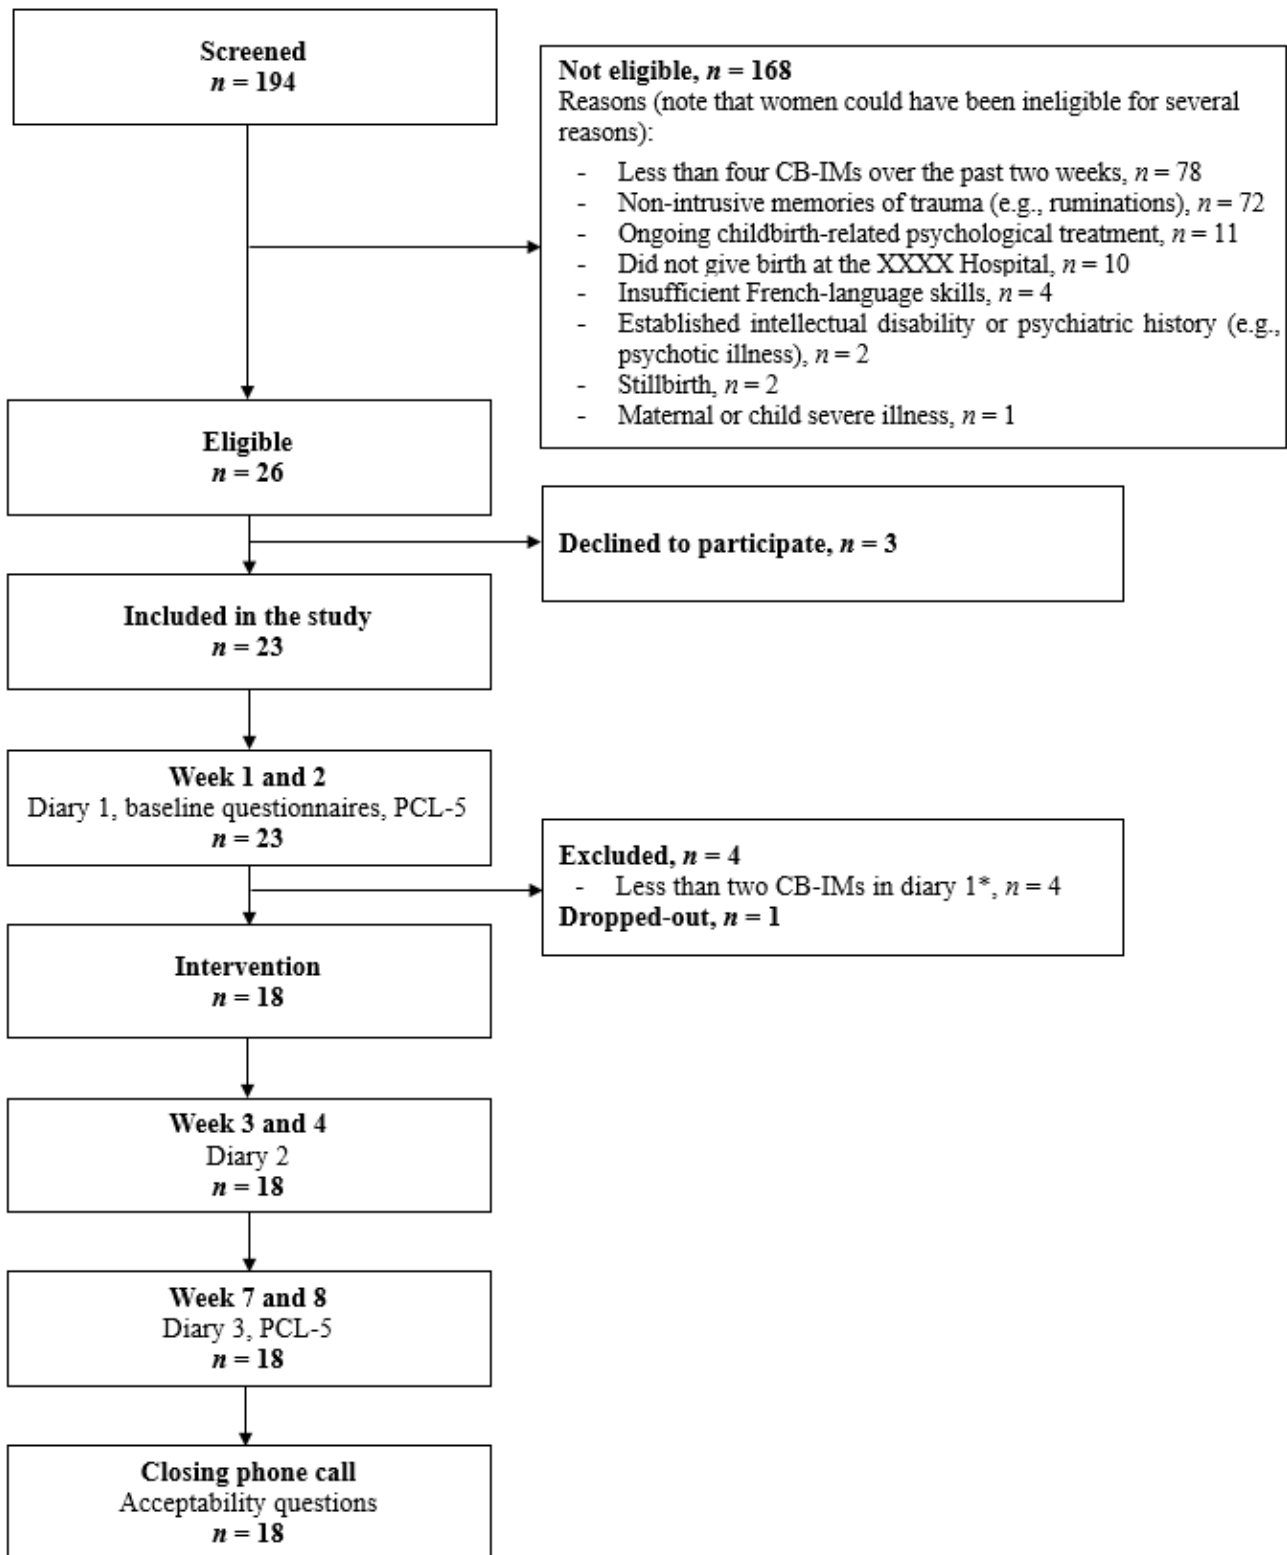 Screened
n = 194
Not eligible, n = 168
Reasons (note that women could have been ineligible for several
reasons):
- Less than four CB-IMs over the past two weeks, n = 78
- Non-intrusive memories of trauma (e.g., ruminations), n = 72
- Ongoing childbirth-related psychological treatment, n = 11
- Did not give birth at the XXXX Hospital, n = 10
- Insufficient French-language skills, n = 4
- Established intellectual disability or psychiatric history (e.g.,
psychotic illness), n = 2
- Stillbirth, n = 2
- Maternal or child severe illness, n = 1
Eligible
n = 26
Declined to participate, n = 3
Included in the study
n = 23
Week 1 and 2
Diary 1, baseline questionnaires, PCL-5
n = 23
Excluded, n = 4
- Less than two CB-IMs in diary 1*, n = 4
Dropped-out, n = 1
Intervention
n = 18
Week 3 and 4
Diary 2
n = 18
Week 7 and 8
Diary 3, PCL-5
n = 18
Closing phone call
Acceptability questions
n = 18